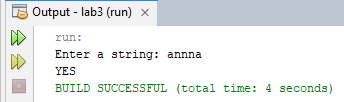 Output - lab3 (run)
run:
Enter a string: annna
YES
BUILD SUCCESSFUL (total time: 4 seconds)